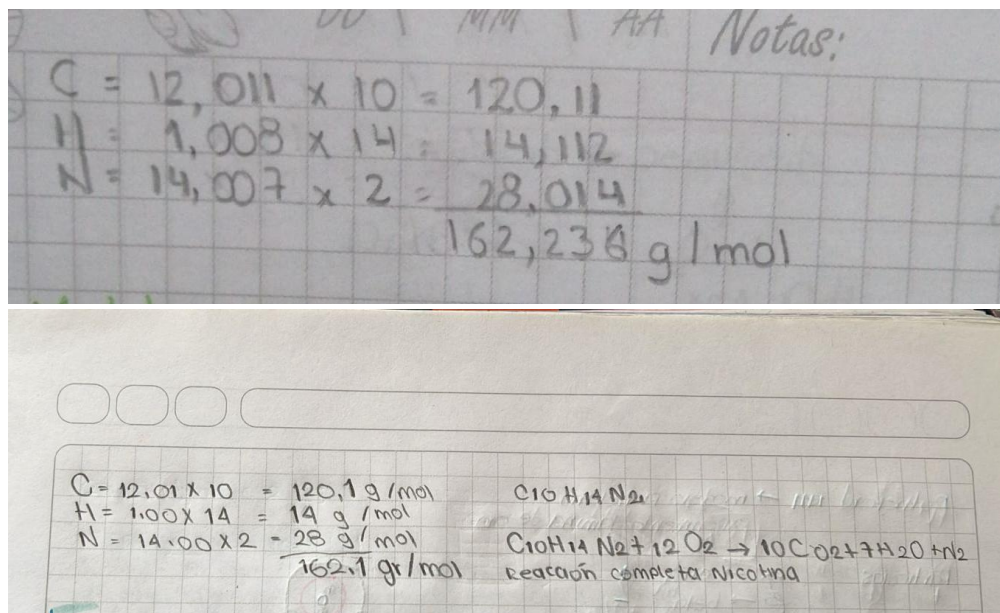 DD | MM | AA Notas:
C = 12,011 x 10 = 120,11
H = 1,008 x 14 = 14,112
N = 14,007 x 2 = 28,014
162,236 g/mol
C = 12.01 x 10 = 120,1 g/mol C10H14N2
H = 1.00 x 14 = 14 g/mol
N = 14.00 x 2 = 28 g/mol C10H14N2 + 12 O2 → 10CO2 + 7H2O + N2
162.1 gr/mol Reacción completa Nicotina